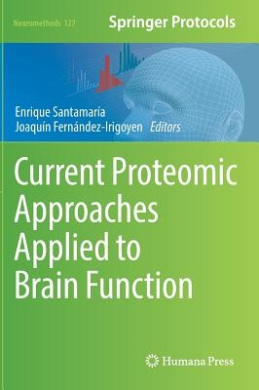 Neuromethods 127
Springer Protocols
Enrique Santamaría
Joaquín Fernández-Irigoyen Editors
Current Proteomic
Approaches
Applied to
Brain Function
Humana Press